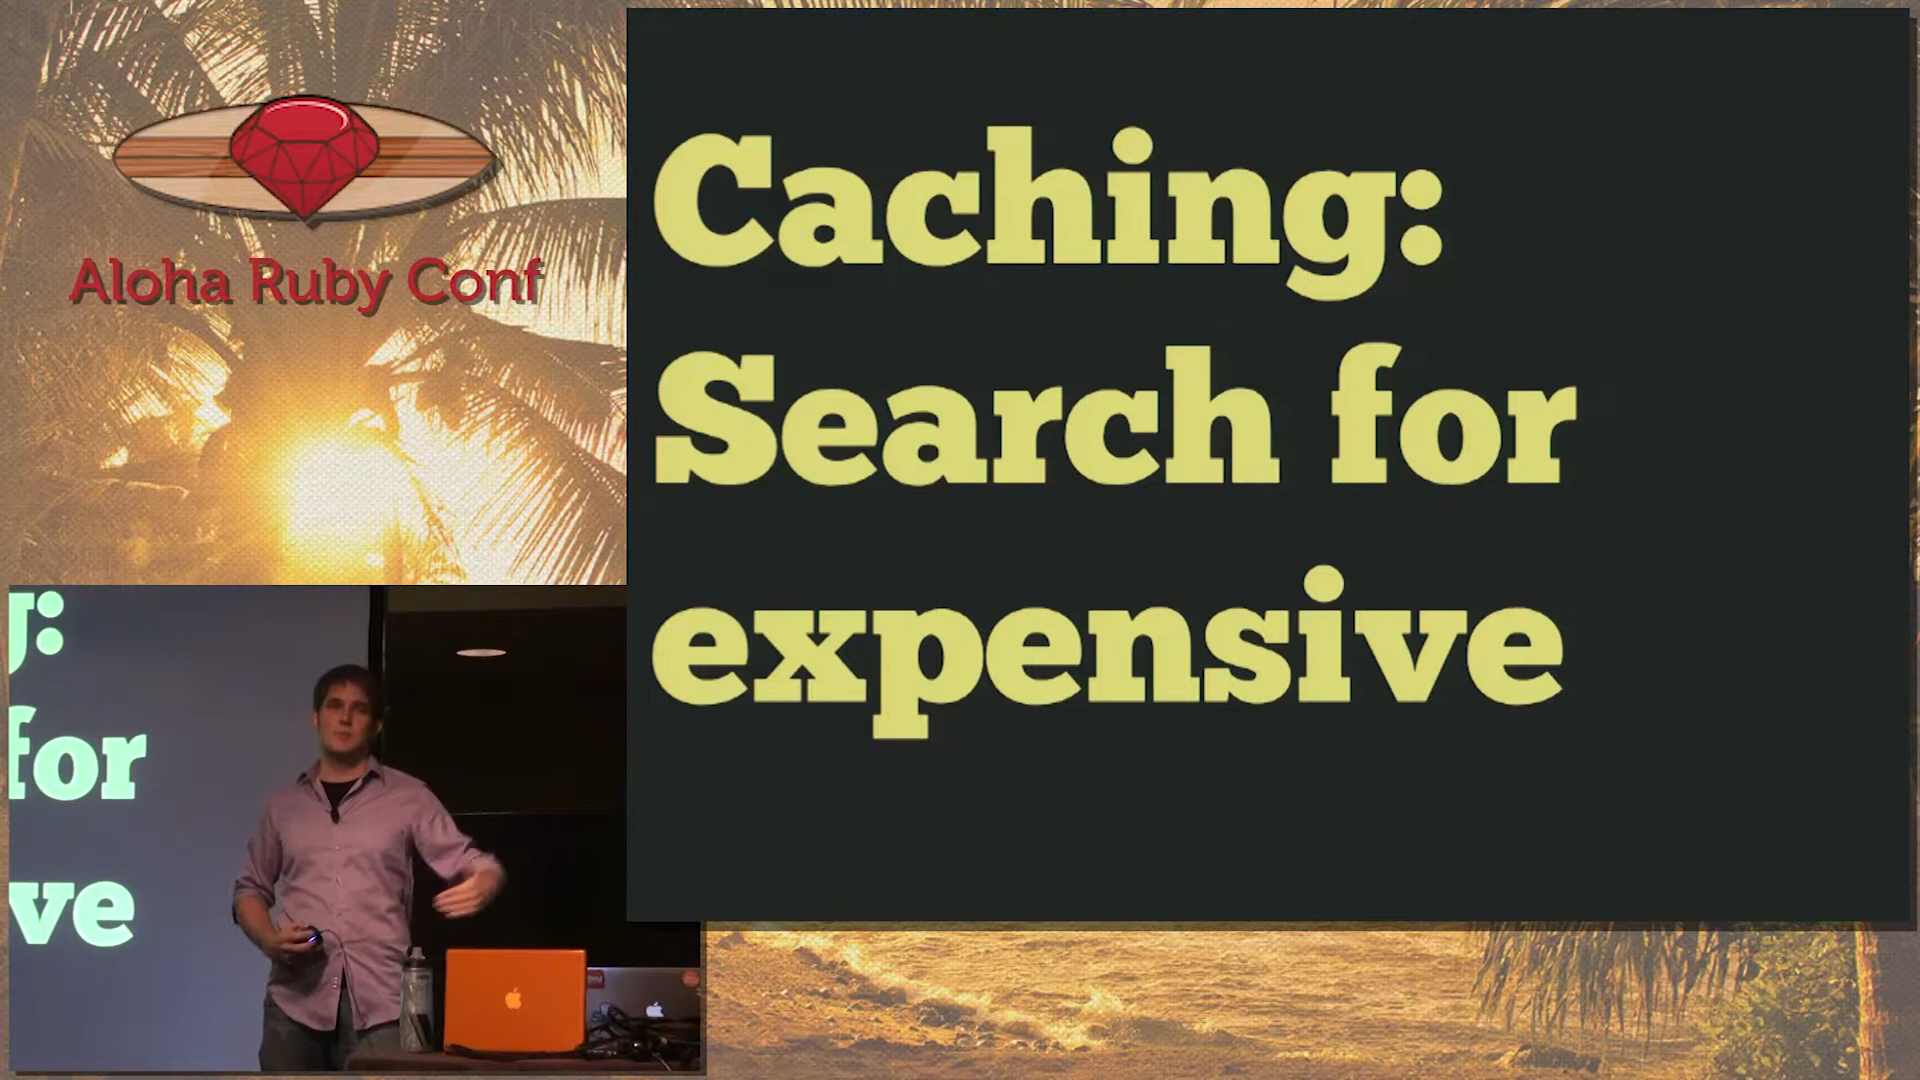 Aloha Ruby Conf
Caching:
Search for
expensive
g:
for
ve